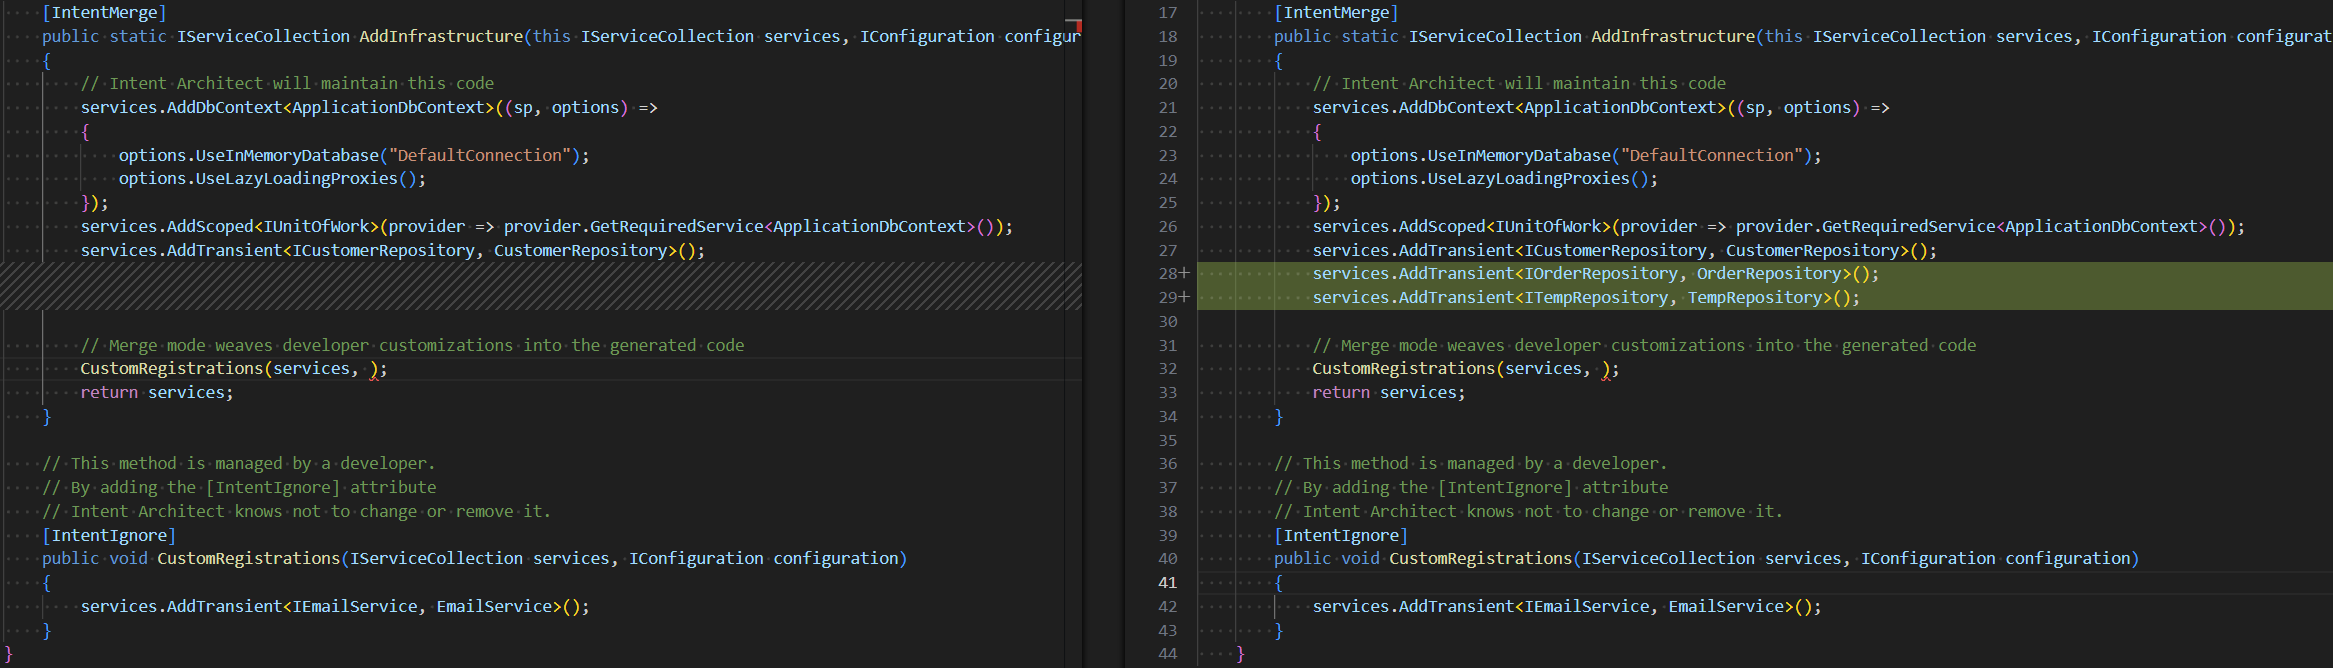 [IntentMerge]
public static IServiceCollection AddInfrastructure(this IServiceCollection services, IConfiguration configur
{
// Intent Architect will maintain this code
services.AddDbContext<ApplicationDbContext>((sp, options) =>
{
options.UseInMemoryDatabase("DefaultConnection");
options.UseLazyLoadingProxies();
});
services.AddScoped<IUnitOfWork>(provider => provider.GetRequiredService<ApplicationDbContext>());
services.AddTransient<ICustomerRepository, CustomerRepository>();
// Merge mode weaves developer customizations into the generated code
CustomRegistrations(services, );
return services;
}
// This method is managed by a developer.
// By adding the [IntentIgnore] attribute
// Intent Architect knows not to change or remove it.
[IntentIgnore]
public void CustomRegistrations(IServiceCollection services, IConfiguration configuration)
{
services.AddTransient<IEmailService, EmailService>();
}
}
17 [IntentMerge]
18 public static IServiceCollection AddInfrastructure(this IServiceCollection services, IConfiguration configurat
19 {
20 // Intent Architect will maintain this code
21 services.AddDbContext<ApplicationDbContext>((sp, options) =>
22 {
23 options.UseInMemoryDatabase("DefaultConnection");
24 options.UseLazyLoadingProxies();
25 });
26 services.AddScoped<IUnitOfWork>(provider => provider.GetRequiredService<ApplicationDbContext>());
27 services.AddTransient<ICustomerRepository, CustomerRepository>();
28+ services.AddTransient<IOrderRepository, OrderRepository>();
29+ services.AddTransient<ITempRepository, TempRepository>();
30
31 // Merge mode weaves developer customizations into the generated code
32 CustomRegistrations(services, );
33 return services;
34 }
35
36 // This method is managed by a developer.
37 // By adding the [IntentIgnore] attribute
38 // Intent Architect knows not to change or remove it.
39 [IntentIgnore]
40 public void CustomRegistrations(IServiceCollection services, IConfiguration configuration)
41 {
42 services.AddTransient<IEmailService, EmailService>();
43 }
44 }